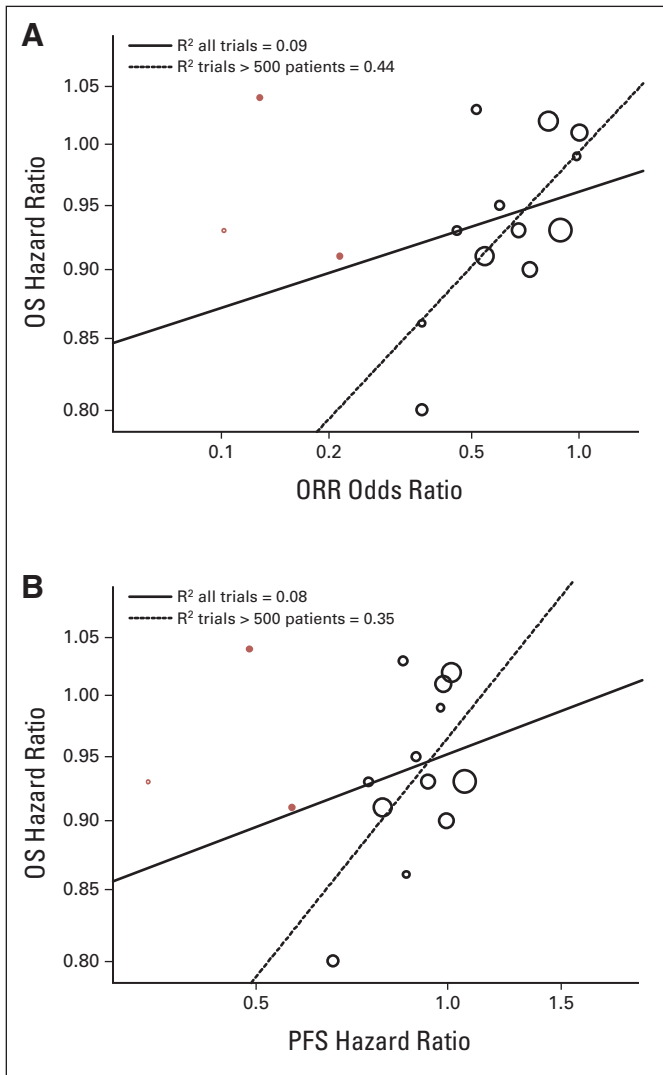 A
R² all trials = 0.09
R² trials > 500 patients = 0.44
OS Hazard Ratio
1.05
1.00
0.95
0.90
0.85
0.80
0.1
0.2
0.5
1.0
ORR Odds Ratio
B
R² all trials = 0.08
R² trials > 500 patients = 0.35
OS Hazard Ratio
1.05
1.00
0.95
0.90
0.85
0.80
0.5
1.0
1.5
PFS Hazard Ratio